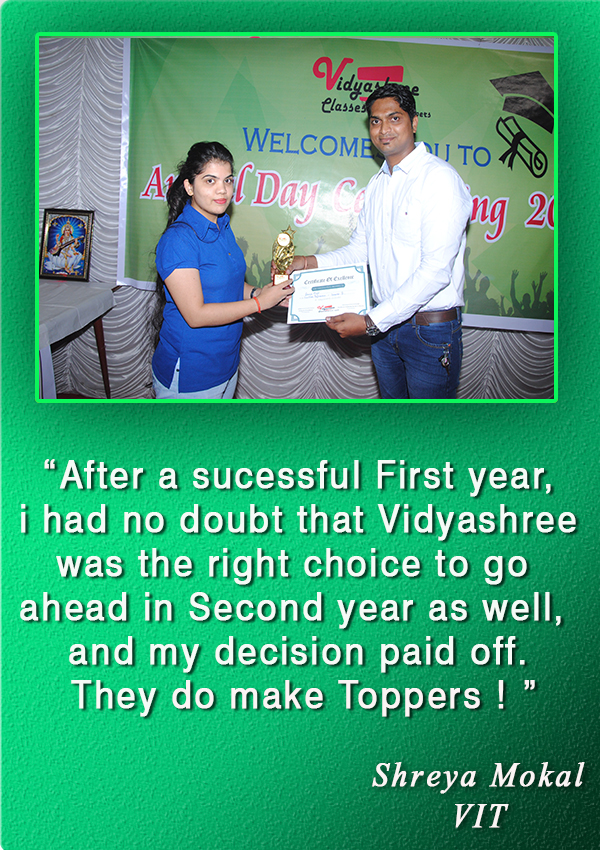 Vidyashree
Classes
WELCOME YOU TO
Day
Certificate Of Excellence
“After a sucessful First year,
i had no doubt that Vidyashree
was the right choice to go
ahead in Second year as well,
and my decision paid off.
They do make Toppers ! ”
Shreya Mokal
VIT